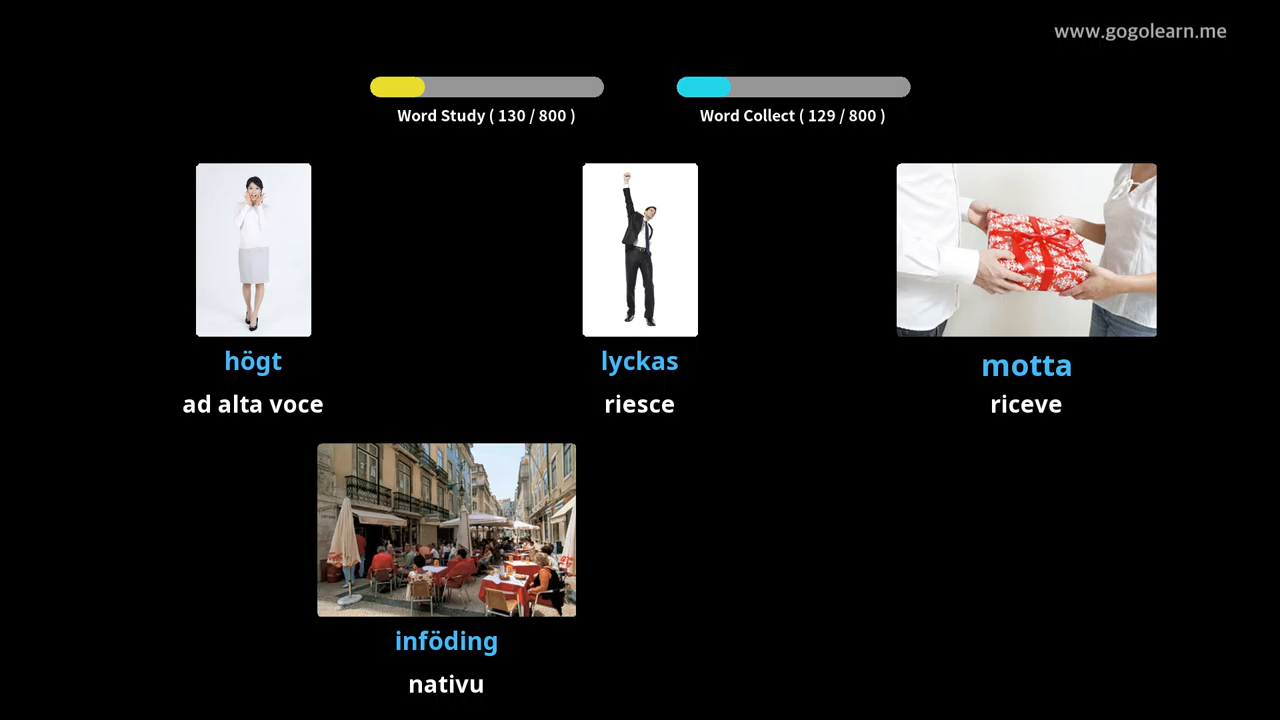 www.gogolearn.me
Word Study ( 130 / 800 )
Word Collect ( 129 / 800 )
högt
lyckas
motta
ad alta voce
riesce
riceve
inföding
nativu